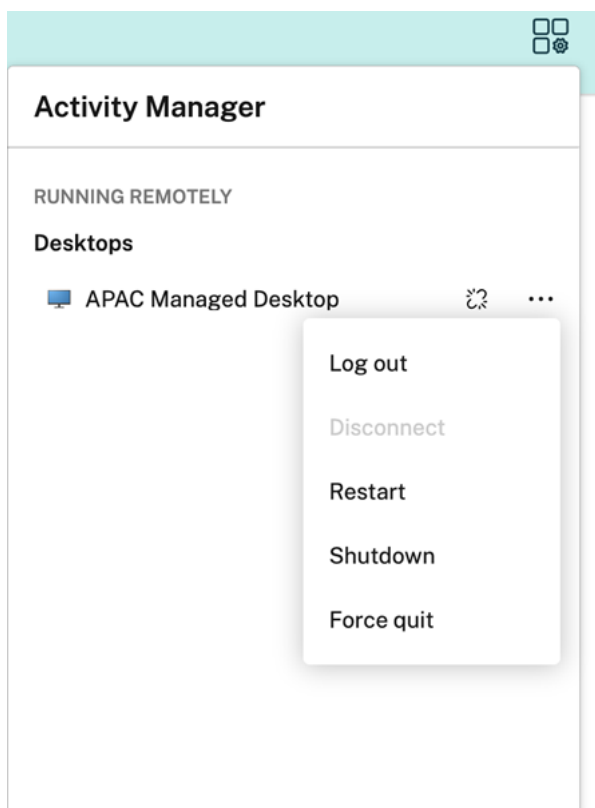 Activity Manager
RUNNING REMOTELY
Desktops
APAC Managed Desktop
Log out
Disconnect
Restart
Shutdown
Force quit